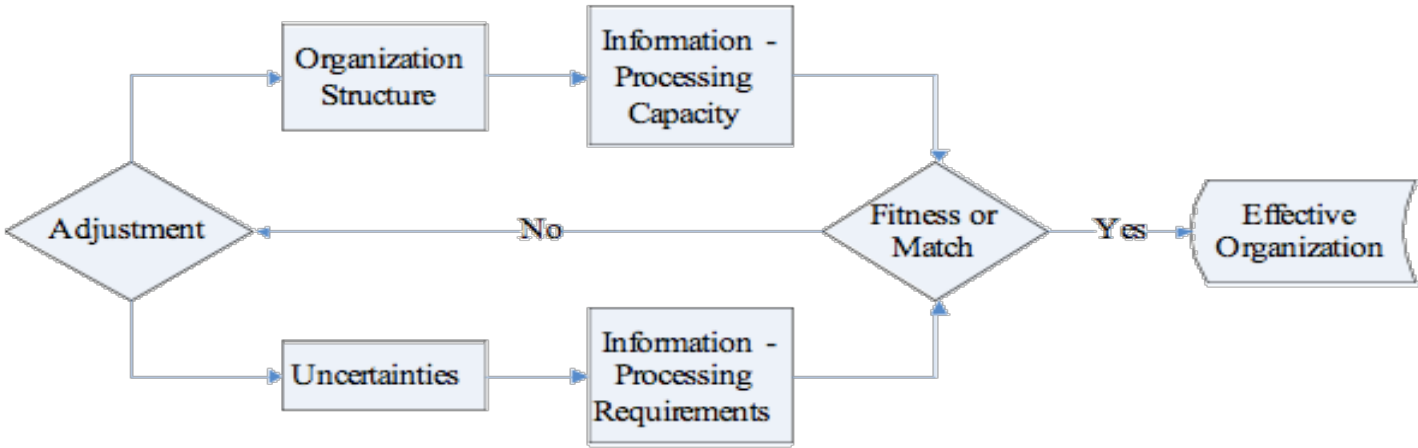 Organization
Structure
Information -
Processing
Capacity
Adjustment
No
Fitness or
Match
Yes
Effective
Organization
Uncertainties
Information -
Processing
Requirements